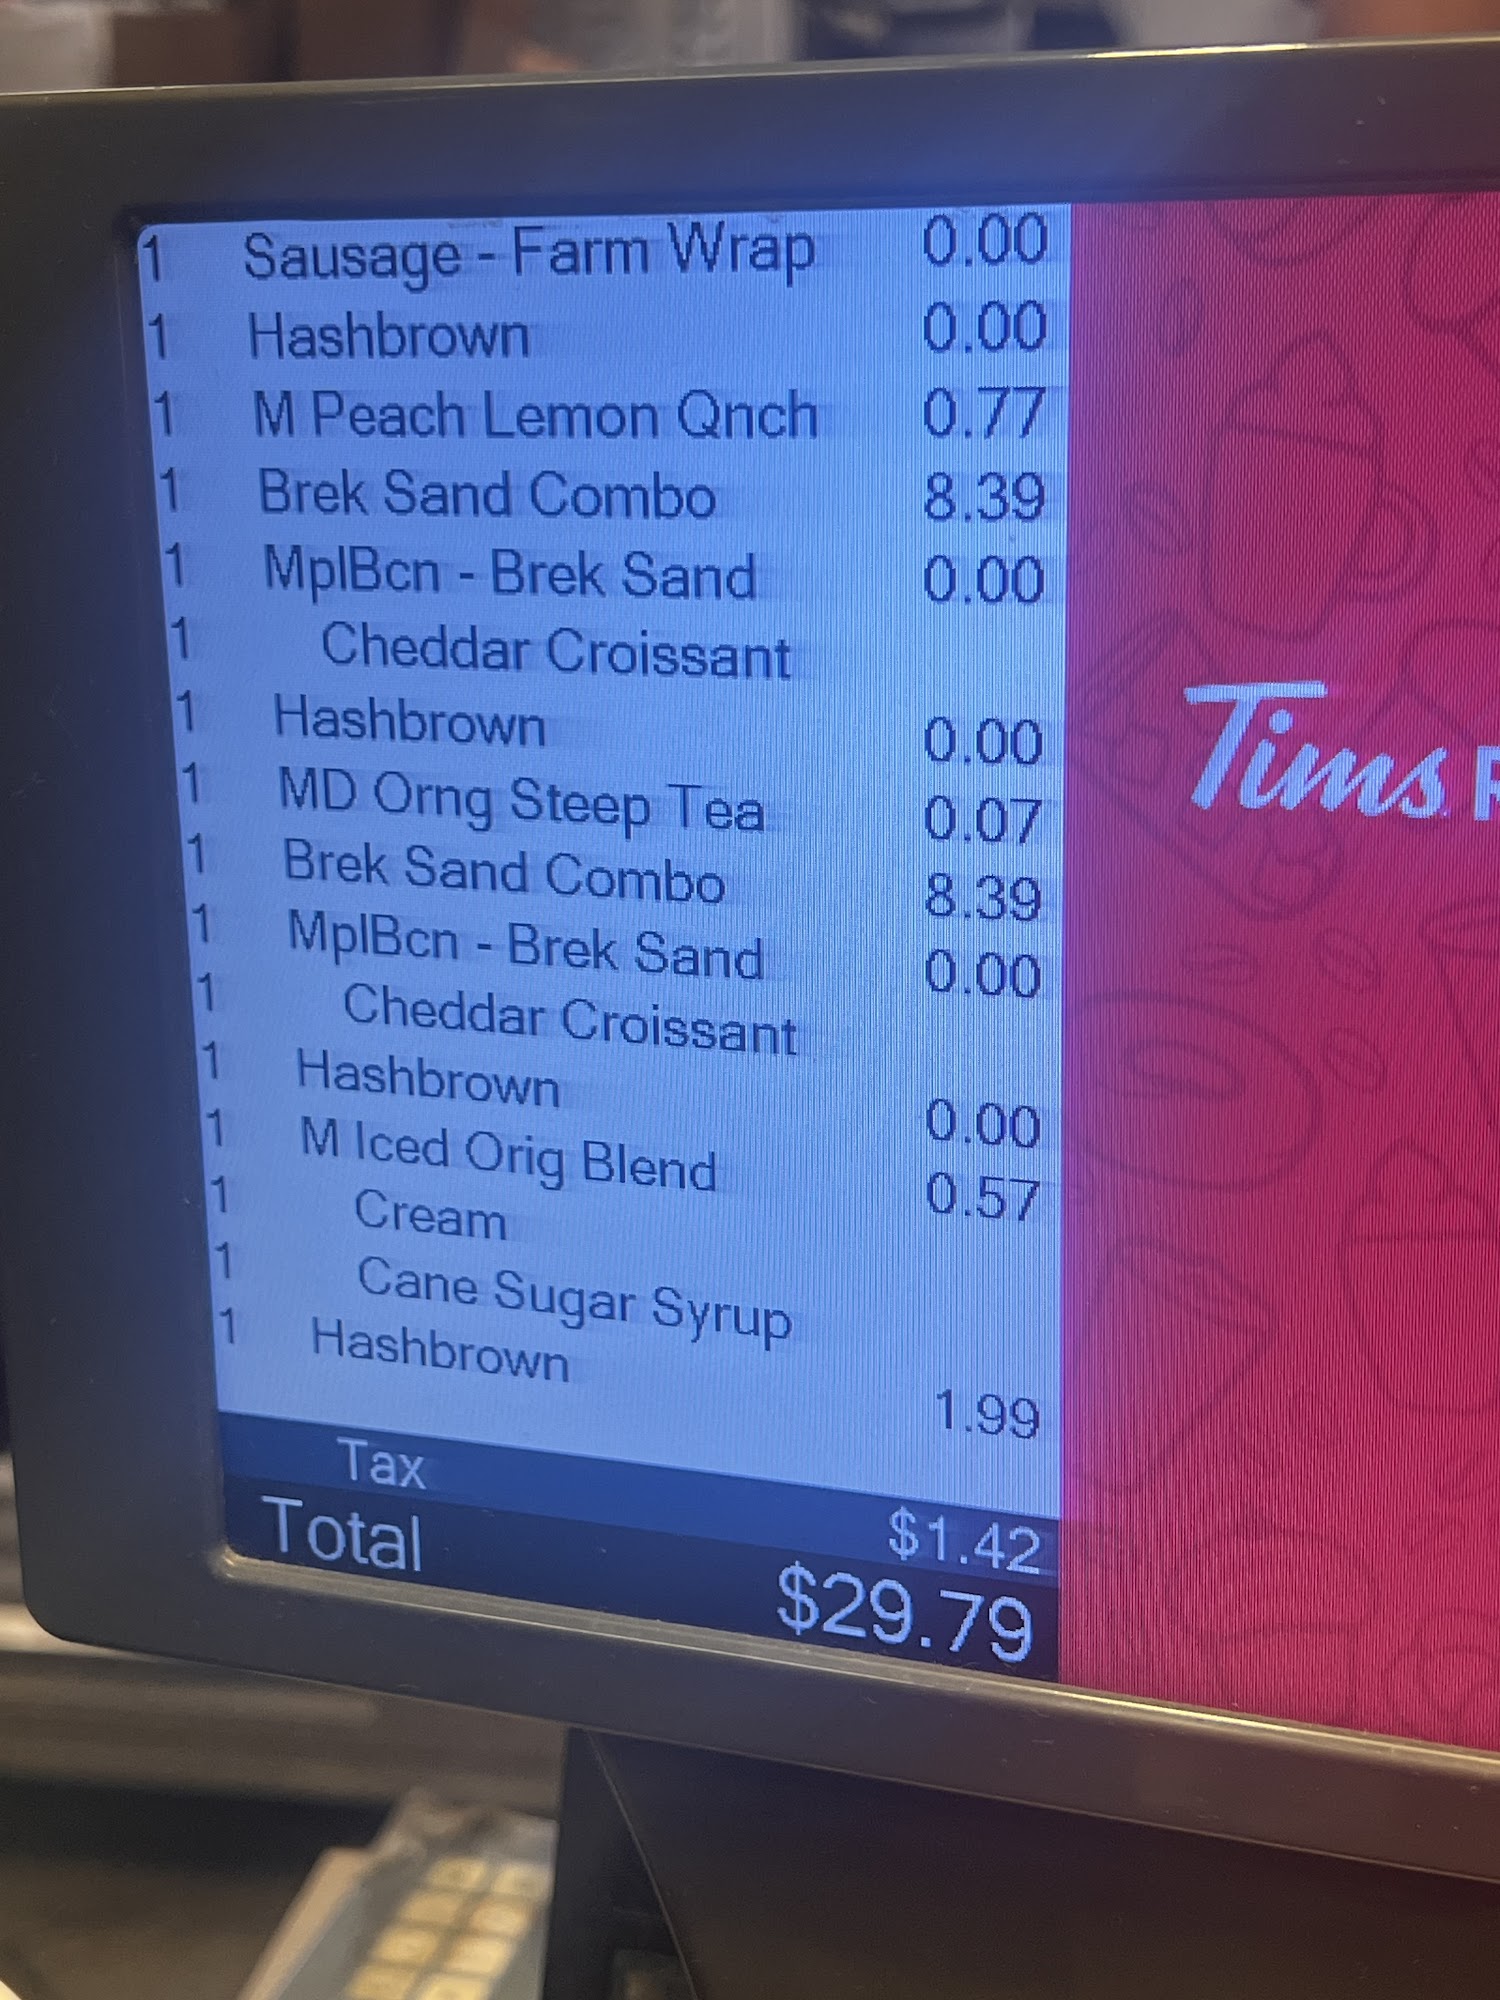 1 Sausage - Farm Wrap 0.00
1 Hashbrown 0.00
1 M Peach Lemon Qnch 0.77
1 Brek Sand Combo 8.39
1 MplBcn - Brek Sand 0.00
1 Cheddar Croissant
1 Hashbrown 0.00
1 MD Orng Steep Tea 0.07
1 Brek Sand Combo 8.39
1 MplBcn - Brek Sand 0.00
1 Cheddar Croissant
1 Hashbrown 0.00
1 M Iced Orig Blend 0.57
1 Cream
1 Cane Sugar Syrup
1 Hashbrown 1.99
Tax $1.42
Total $29.79
Tims